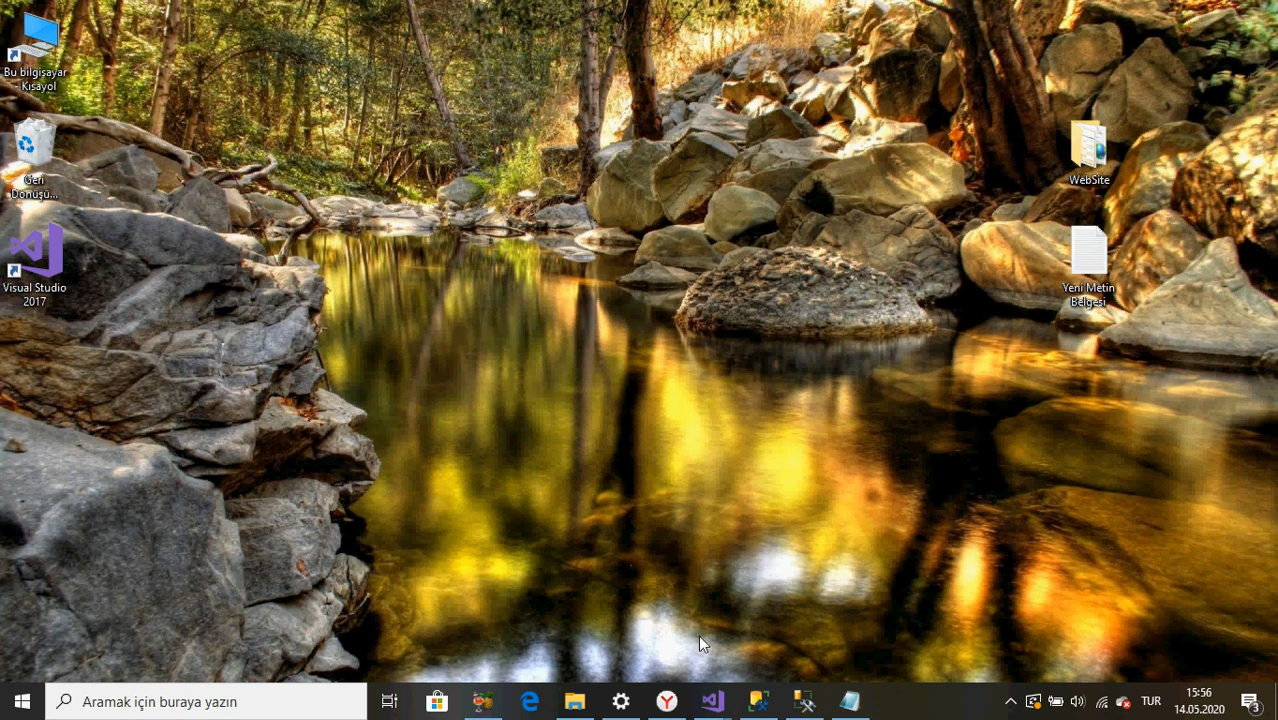 Bu bilgisayar
- Kısayol
Geri
Dönüşü...
Visual Studio
2017
WebSite
Yeni Metin
Belgesi
Aramak için buraya yazın
TUR
15:56
14.05.2020
3